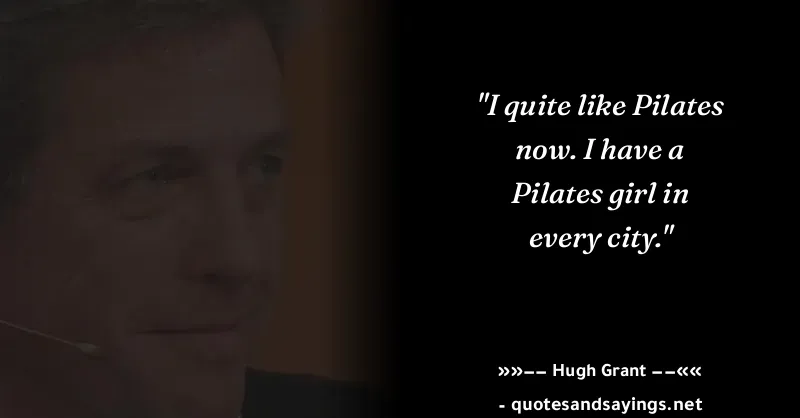 "I quite like Pilates
now. I have a
Pilates girl in
every city."
»»—— Hugh Grant ——««
- quotesandsayings.net